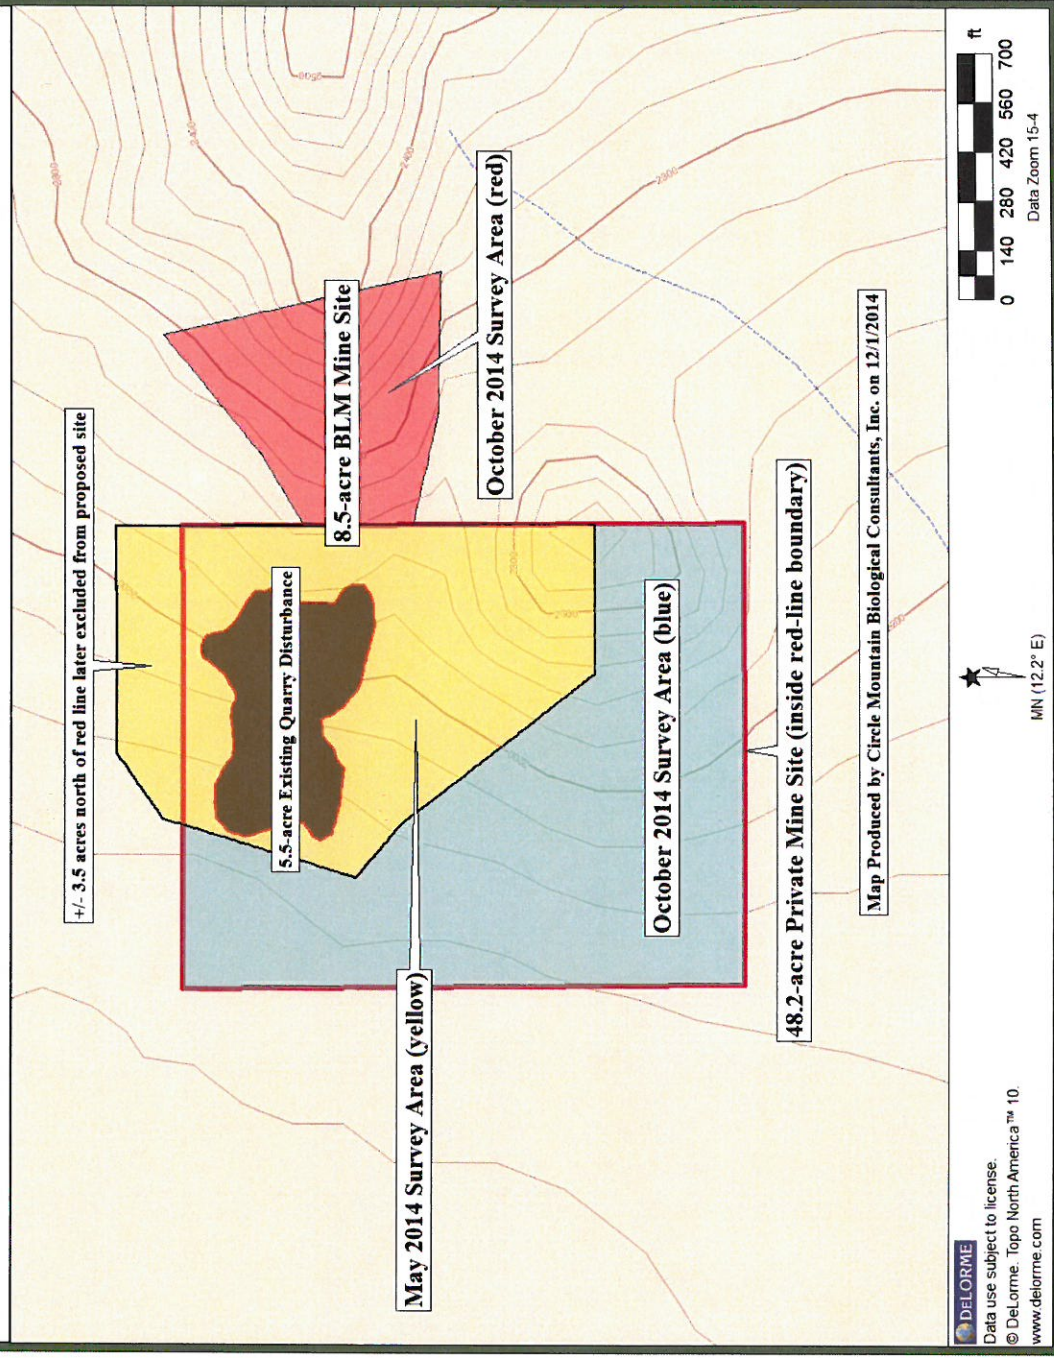 +/- 3.5 acres north of red line later excluded from proposed site
5.5-acre Existing Quarry Disturbance
8.5-acre BLM Mine Site
May 2014 Survey Area (yellow)
October 2014 Survey Area (red)
October 2014 Survey Area (blue)
48.2-acre Private Mine Site (inside red-line boundary)
Map Produced by Circle Mountain Biological Consultants, Inc. on 12/1/2014
DELORME
Data use subject to license.
© DeLorme. Topo North America™ 10.
www.delorme.com
MN (12.2° E)
ft
0 140 280 420 560 700
Data Zoom 15-4